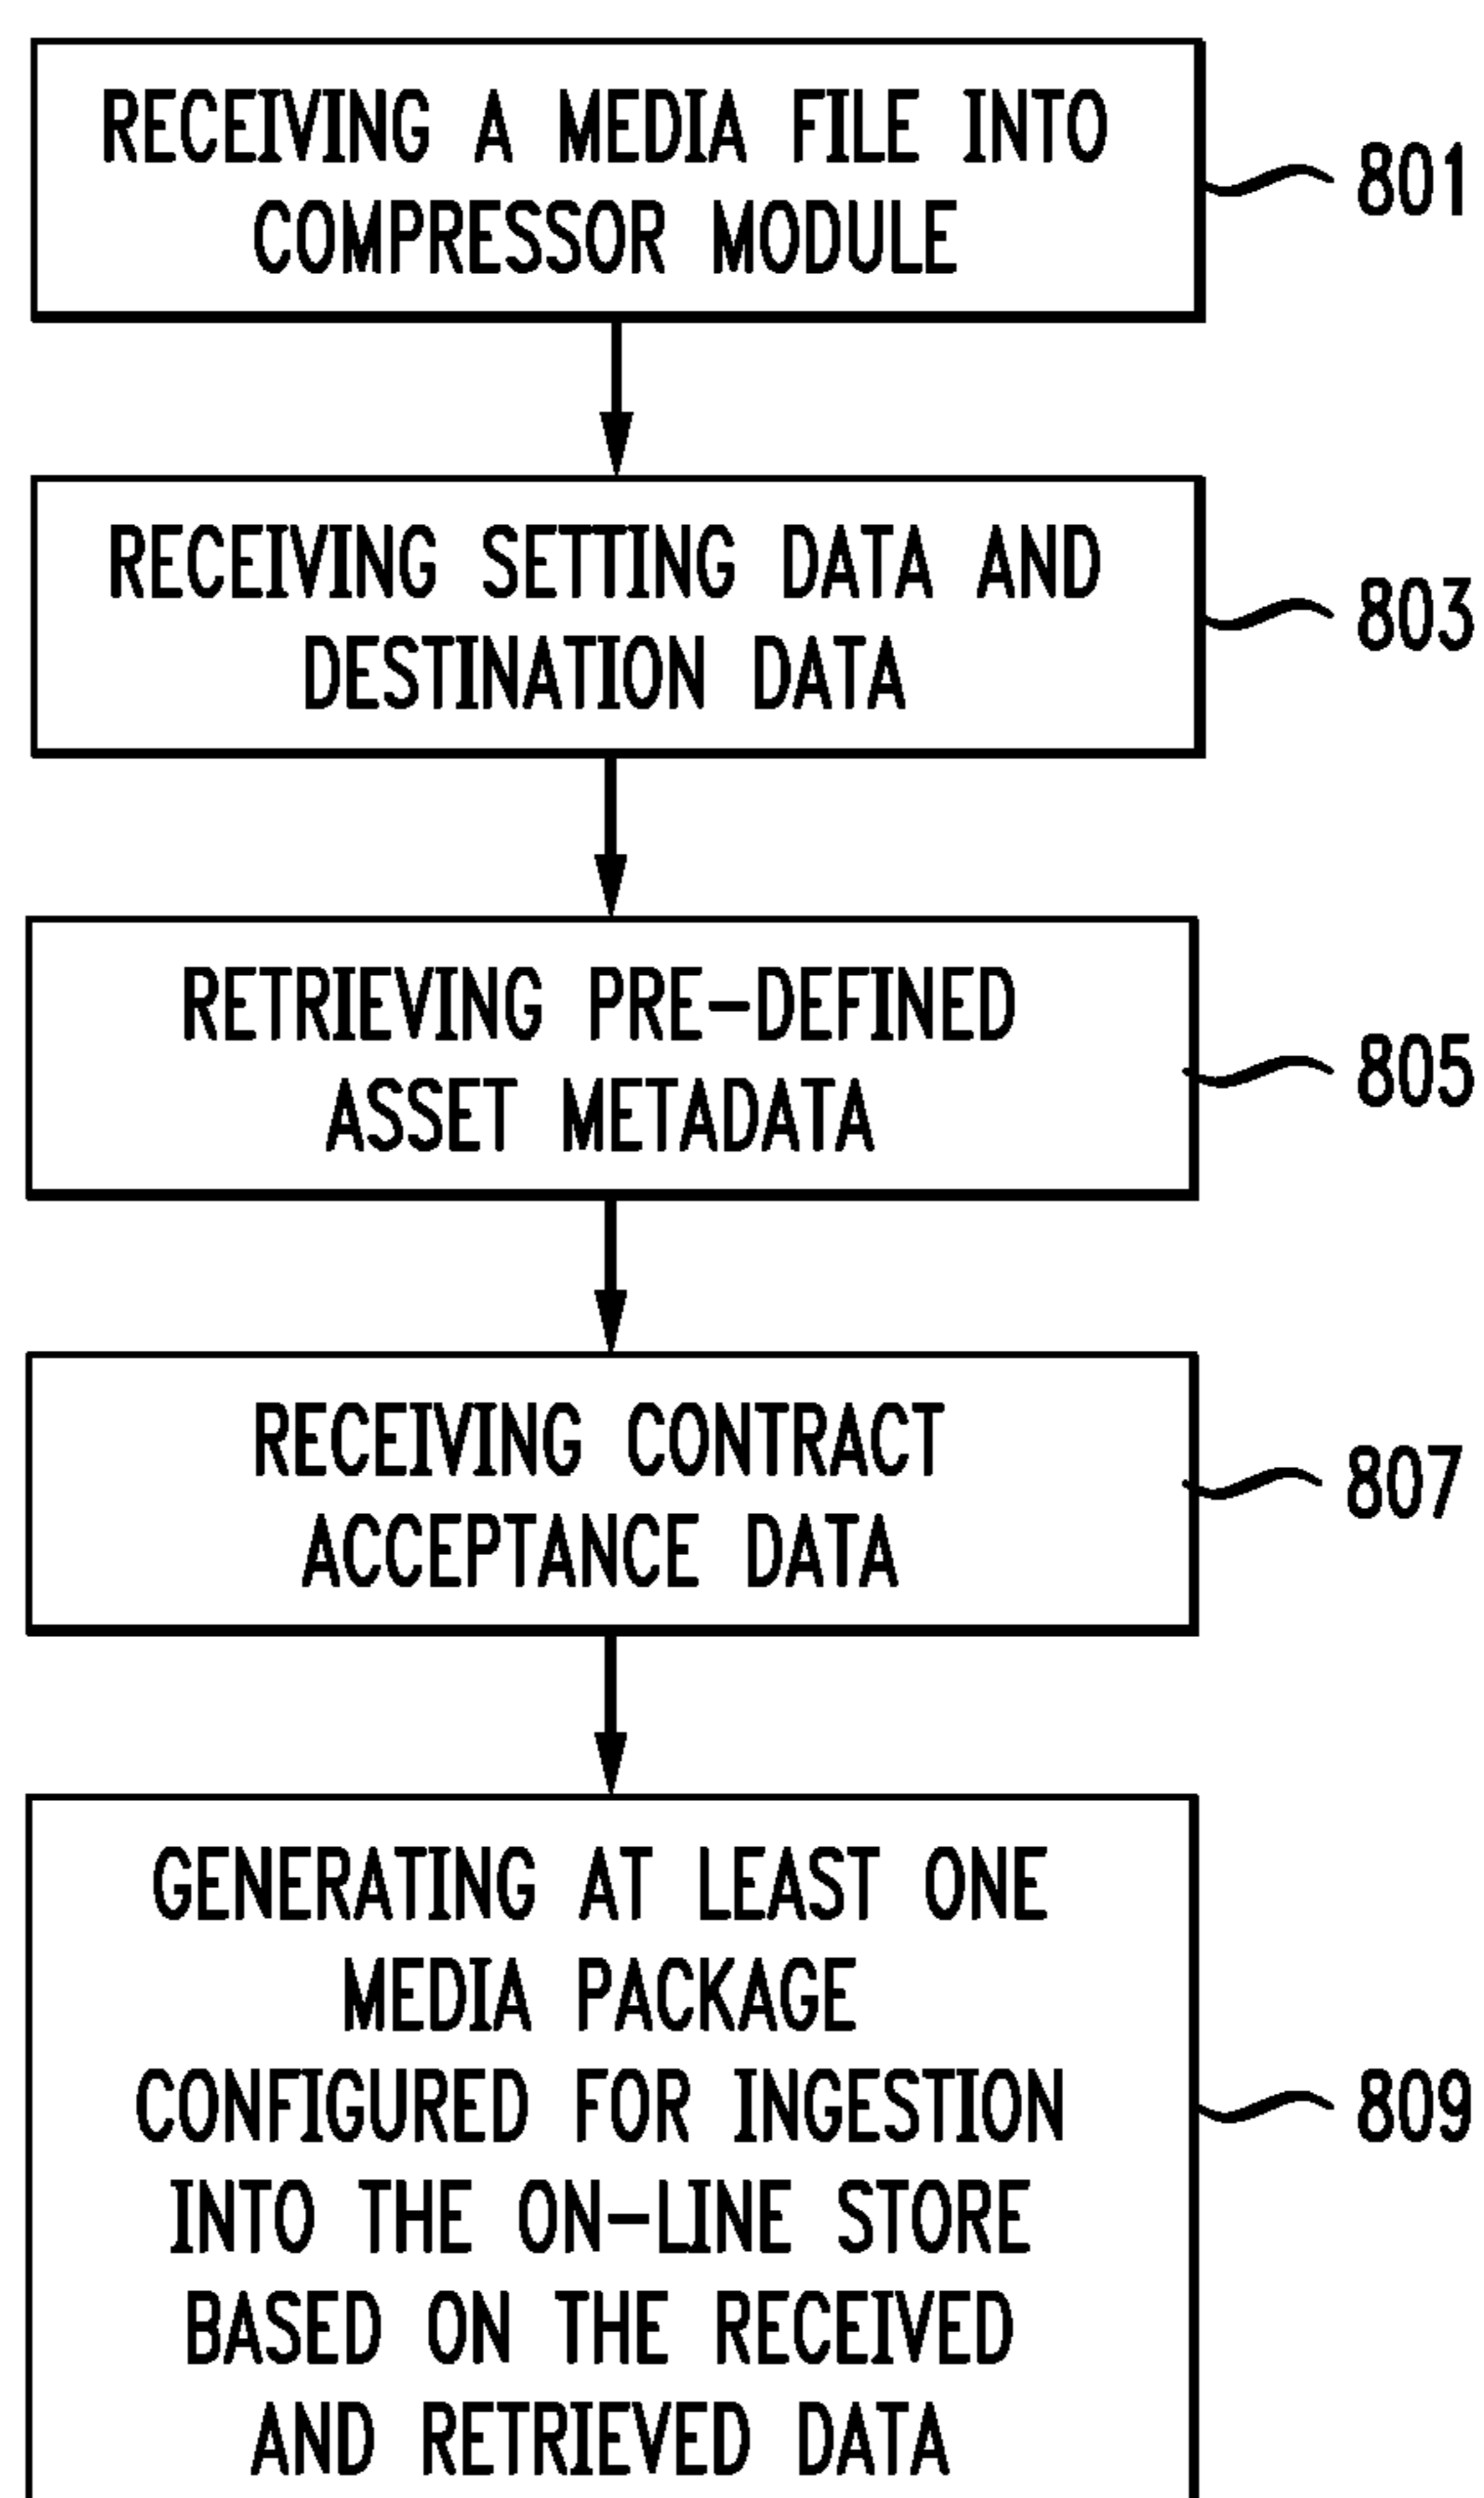 RECEIVING A MEDIA FILE INTO
COMPRESSOR MODULE
801
RECEIVING SETTING DATA AND
DESTINATION DATA
803
RETRIEVING PRE-DEFINED
ASSET METADATA
805
RECEIVING CONTRACT
ACCEPTANCE DATA
807
GENERATING AT LEAST ONE
MEDIA PACKAGE
CONFIGURED FOR INGESTION
INTO THE ON-LINE STORE
BASED ON THE RECEIVED
AND RETRIEVED DATA
809